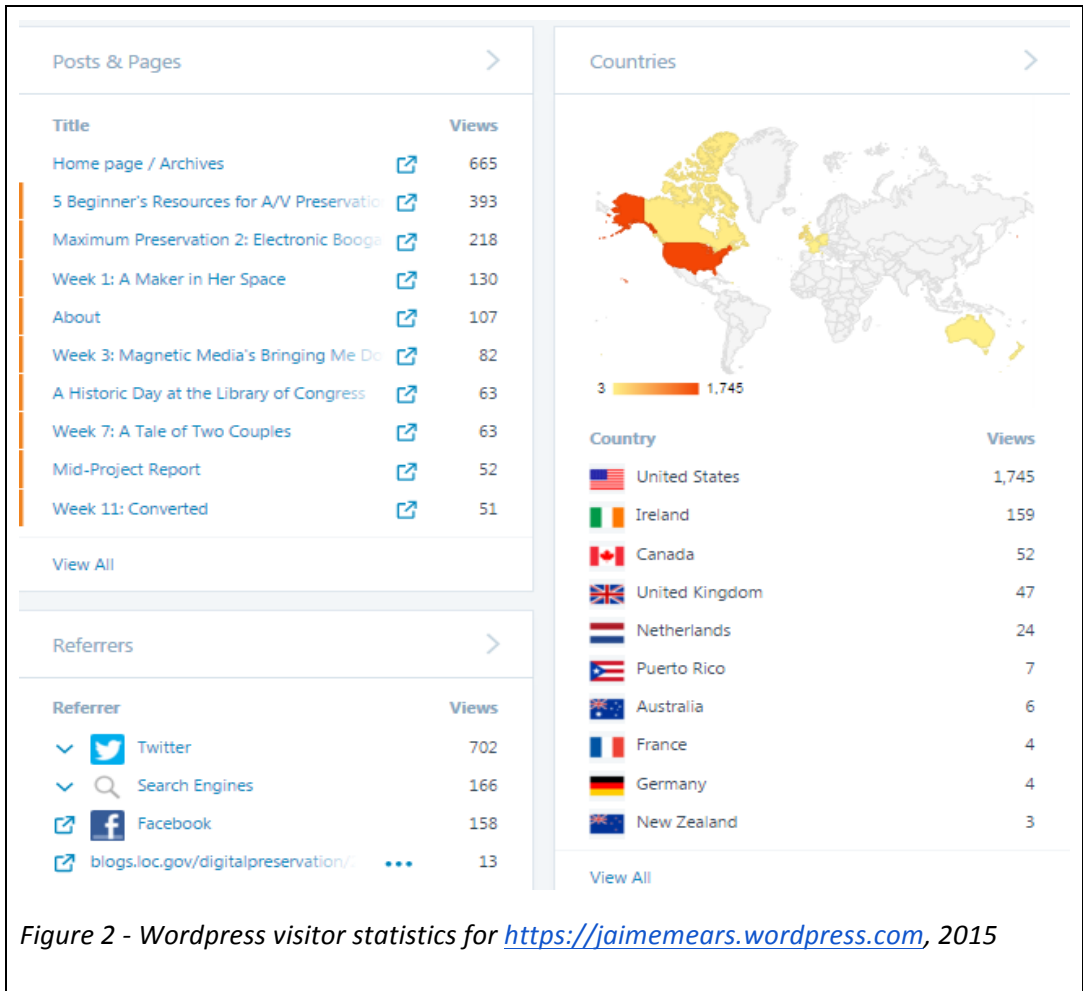 Posts & Pages
Title Views
Home page / Archives 665
5 Beginner's Resources for A/V Preservatio 393
Maximum Preservation 2: Electronic Booga 218
Week 1: A Maker in Her Space 130
About 107
Week 3: Magnetic Media's Bringing Me Do 82
A Historic Day at the Library of Congress 63
Week 7: A Tale of Two Couples 63
Mid-Project Report 52
Week 11: Converted 51
View All
Referrers
Referrer Views
Twitter 702
Search Engines 166
Facebook 158
blogs.loc.gov/digitalpreservation/2 ••• 13
Countries
3 1,745
Country Views
United States 1,745
Ireland 159
Canada 52
United Kingdom 47
Netherlands 24
Puerto Rico 7
Australia 6
France 4
Germany 4
New Zealand 3
View All
Figure 2 - Wordpress visitor statistics for https://jaimemears.wordpress.com, 2015